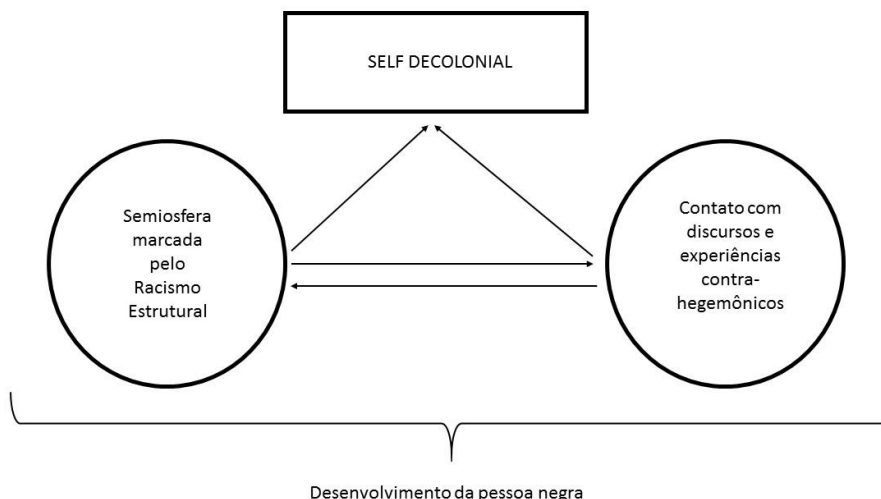 SELF DECOLONIAL
Semiosfera
marcada
pelo
Racismo
Estrutural
Contato com
discursos e
experiências
contra-
hegemônicos
Desenvolvimento da pessoa negra